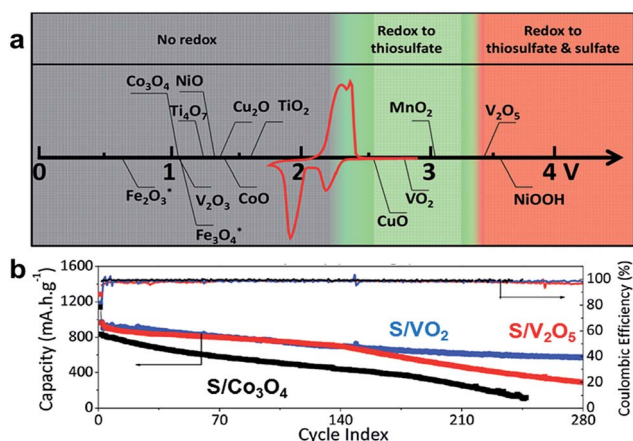 a
No redox
Redox to
thiosulfate
Redox to
thiosulfate & sulfate
Co3O4 NiO
Ti4O7 Cu2O TiO2 MnO2 V2O5
0 1 2 3 4 V
Fe2O3* V2O3 CoO VO2 NiOOH
Fe3O4* CuO
b
Capacity (mA.h.g-1)
1600
1200
800
400
0
S/VO2
S/V2O5
S/Co3O4
100
80
60
40
20
0
Coulombic Efficiency (%)
0 70 140 210 280
Cycle Index